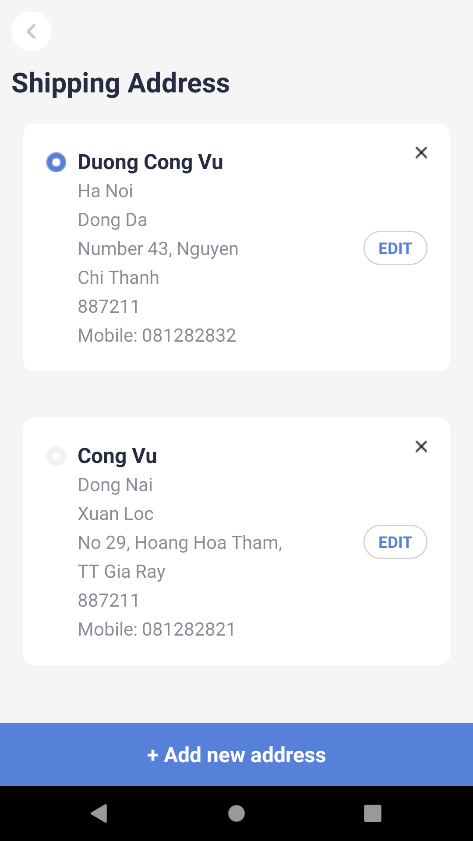 Shipping Address
Duong Cong Vu
Ha Noi
Dong Da
Number 43, Nguyen
Chi Thanh
887211
Mobile: 081282832
EDIT
Cong Vu
Dong Nai
Xuan Loc
No 29, Hoang Hoa Tham,
TT Gia Ray
887211
Mobile: 081282821
EDIT
+ Add new address